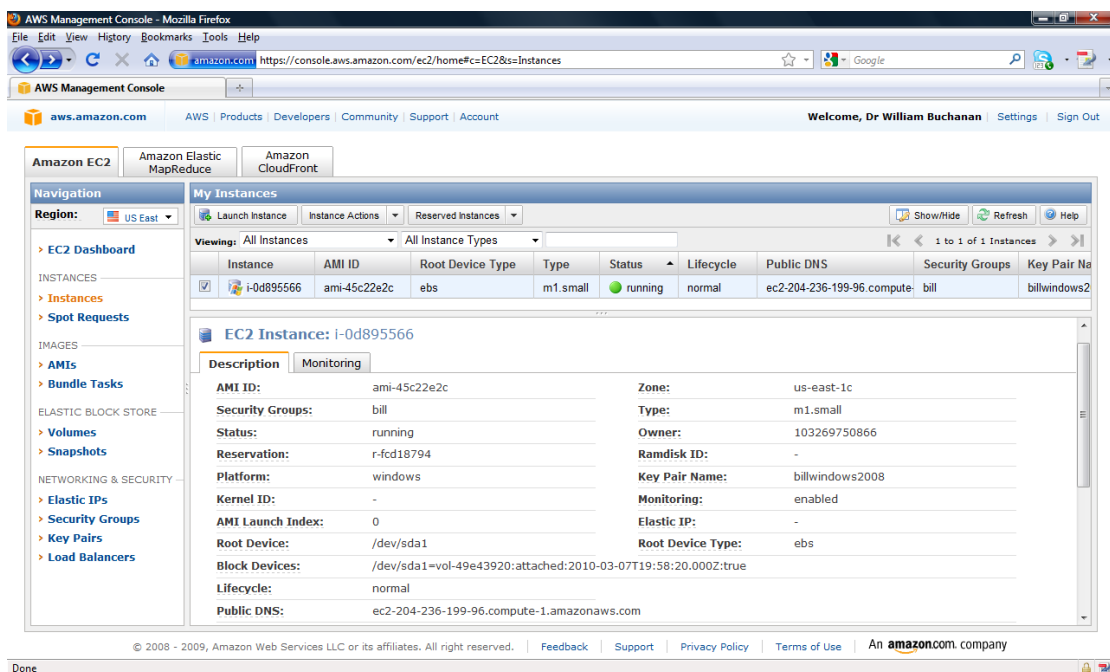 AWS Management Console - Mozilla Firefox
File Edit View History Bookmarks Tools Help
amazon.com https://console.aws.amazon.com/ec2/home#c=EC2&s=Instances Google
AWS Management Console
aws.amazon.com AWS | Products | Developers | Community | Support | Account Welcome, Dr William Buchanan | Settings | Sign Out
Amazon EC2 Amazon Elastic MapReduce Amazon CloudFront
Navigation
Region: US East
> EC2 Dashboard
INSTANCES
> Instances
> Spot Requests
IMAGES
> AMIs
> Bundle Tasks
ELASTIC BLOCK STORE
> Volumes
> Snapshots
NETWORKING & SECURITY
> Elastic IPs
> Security Groups
> Key Pairs
> Load Balancers
My Instances
Launch Instance Instance Actions Reserved Instances Show/Hide Refresh Help
Viewing: All Instances All Instance Types 1 to 1 of 1 Instances
Instance AMI ID Root Device Type Type Status Lifecycle Public DNS Security Groups Key Pair Na
i-0d895566 ami-45c22e2c ebs m1.small running normal ec2-204-236-199-96.compute- bill billwindows2
EC2 Instance: i-0d895566
Description Monitoring
AMI ID: ami-45c22e2c Zone: us-east-1c
Security Groups: bill Type: m1.small
Status: running Owner: 103269750866
Reservation: r-fcd18794 Ramdisk ID: -
Platform: windows Key Pair Name: billwindows2008
Kernel ID: - Monitoring: enabled
AMI Launch Index: 0 Elastic IP: -
Root Device: /dev/sda1 Root Device Type: ebs
Block Devices: /dev/sda1=vol-49e43920:attached:2010-03-07T19:58:20.000Z:true
Lifecycle: normal
Public DNS: ec2-204-236-199-96.compute-1.amazonaws.com
© 2008 - 2009, Amazon Web Services LLC or its affiliates. All right reserved. | Feedback | Support | Privacy Policy | Terms of Use | An amazon.com. company
Done